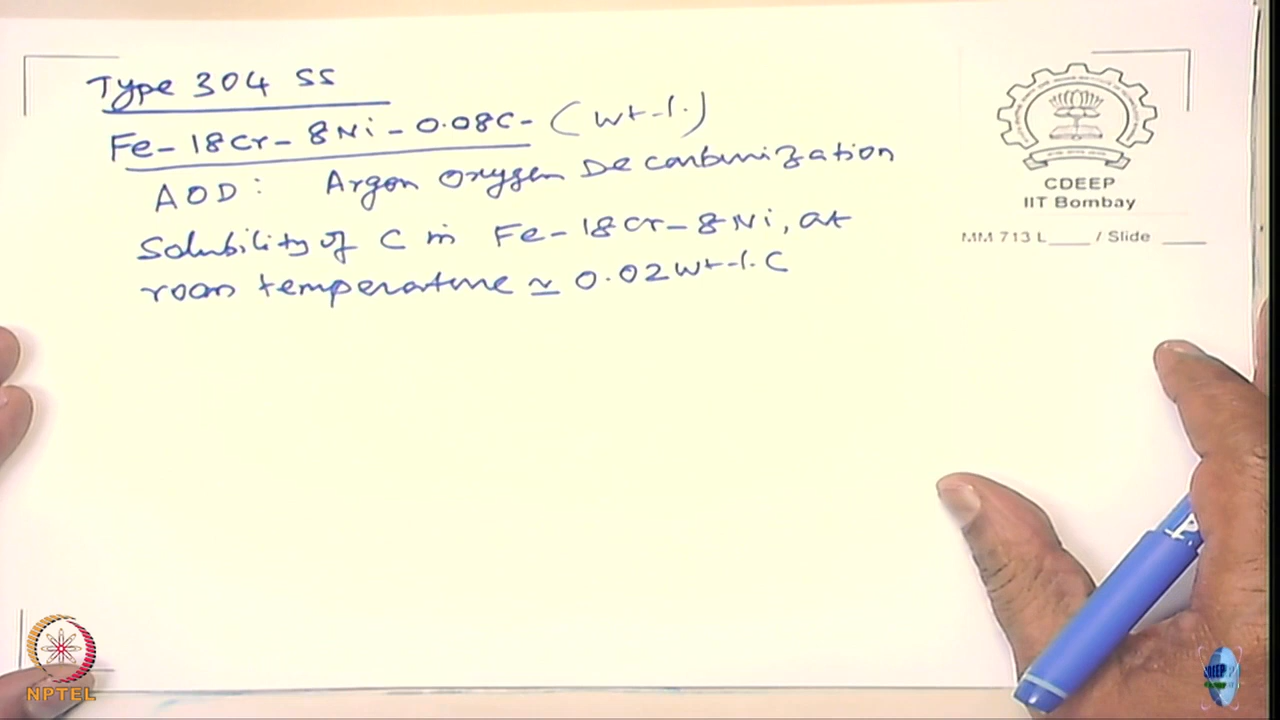 Type 304 SS
Fe-18Cr-8Ni-0.08C- (wt-%)
AOD: Argon Oxygen Decarburization
Solubility of C in Fe-18Cr-8Ni, at
room temperature ≃ 0.02wt-%C
CDEEP
IIT Bombay
MM 713 L____ / Slide ____
NPTEL
CDEEP